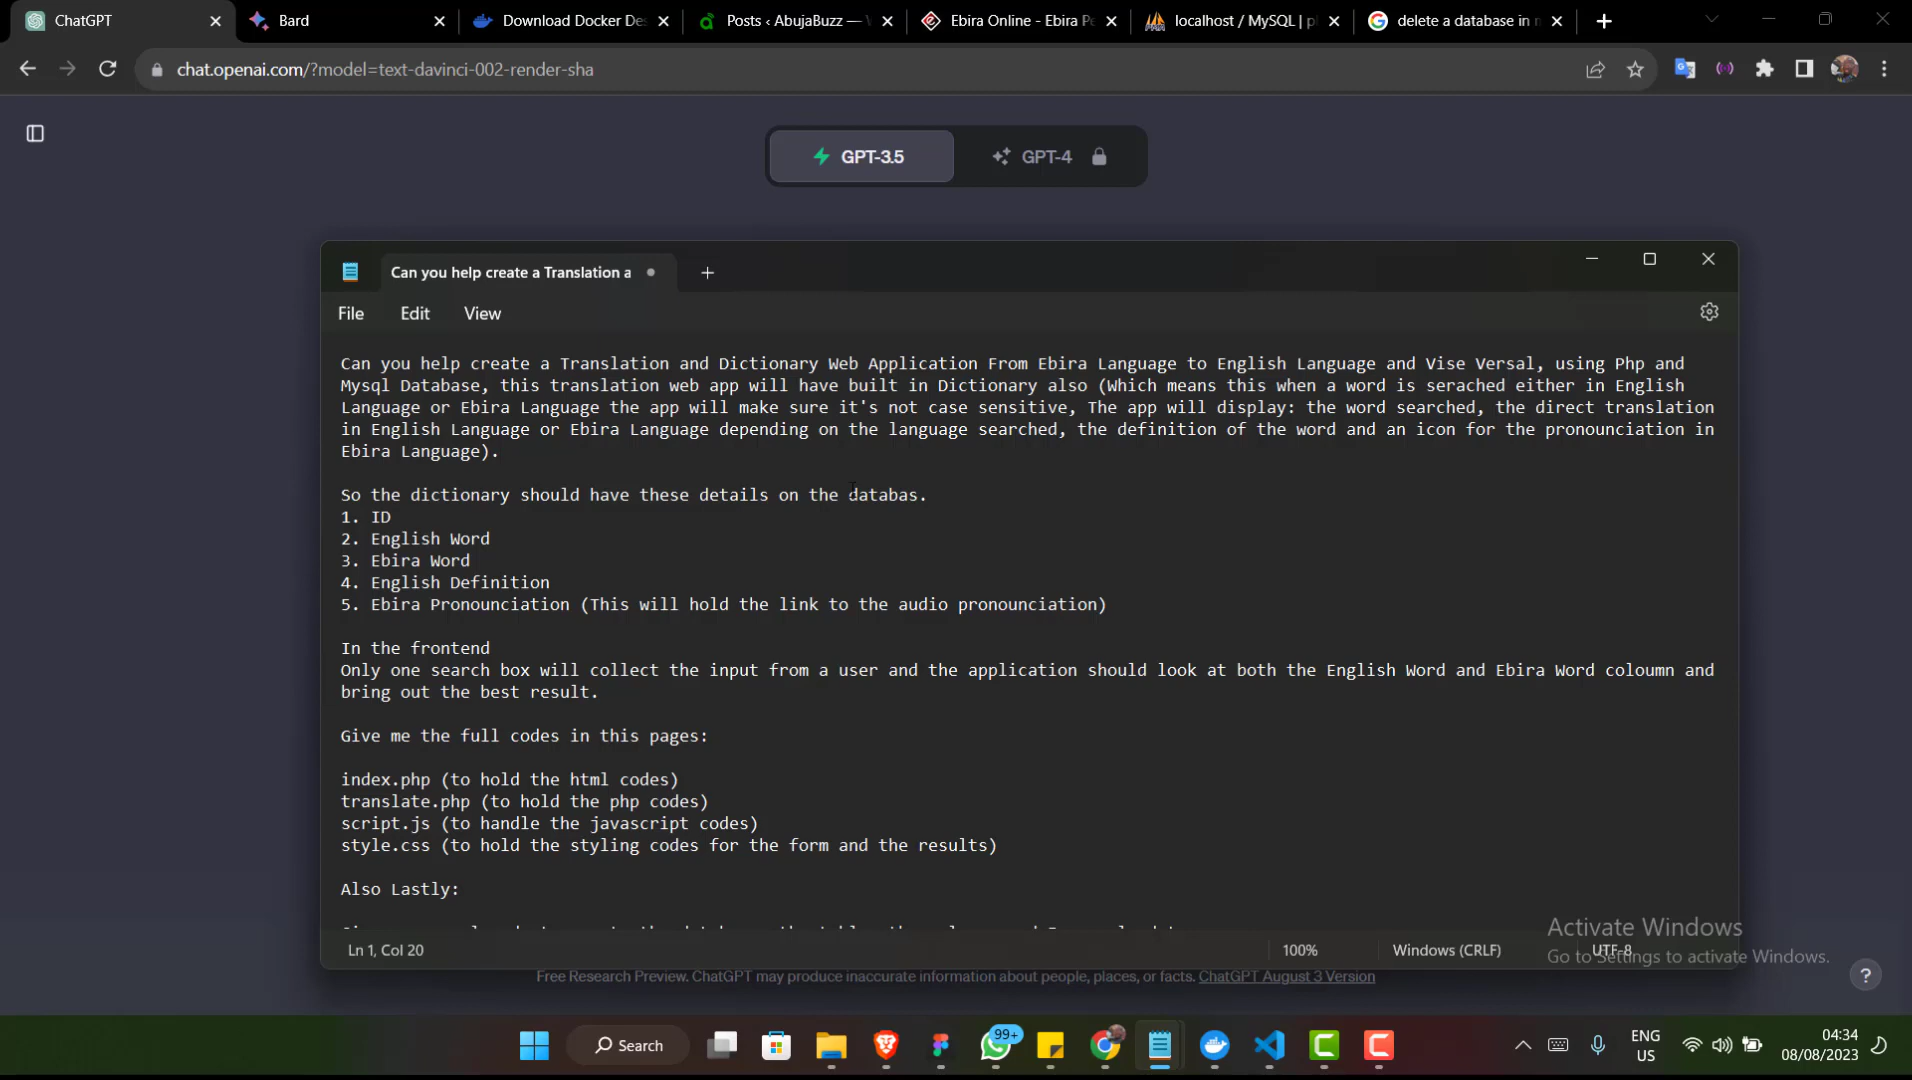 ChatGPT
Bard
Download Docker Des
Posts ‹ AbujaBuzz —
Ebira Online - Ebira Pe
localhost / MySQL | p
delete a database in
chat.openai.com/?model=text-davinci-002-render-sha
GPT-3.5
GPT-4
Can you help create a Translation a
File
Edit
View
Can you help create a Translation and Dictionary Web Application From Ebira Language to English Language and Vise Versal, using Php and
Mysql Database, this translation web app will have built in Dictionary also (Which means this when a word is serached either in English
Language or Ebira Language the app will make sure it's not case sensitive, The app will display: the word searched, the direct translation
in English Language or Ebira Language depending on the language searched, the definition of the word and an icon for the pronounciation in
Ebira Language).
So the dictionary should have these details on the databas.
1. ID
2. English Word
3. Ebira Word
4. English Definition
5. Ebira Pronounciation (This will hold the link to the audio pronounciation)
In the frontend
Only one search box will collect the input from a user and the application should look at both the English Word and Ebira Word coloumn and
bring out the best result.
Give me the full codes in this pages:
index.php (to hold the html codes)
translate.php (to hold the php codes)
script.js (to handle the javascript codes)
style.css (to hold the styling codes for the form and the results)
Also Lastly:
Ln 1, Col 20
100%
Windows (CRLF)
UTF-8
Activate Windows
Go to Settings to activate Windows.
Free Research Preview. ChatGPT may produce inaccurate information about people, places, or facts. ChatGPT August 3 Version
?
Search
99+
ENG
US
04:34
08/08/2023